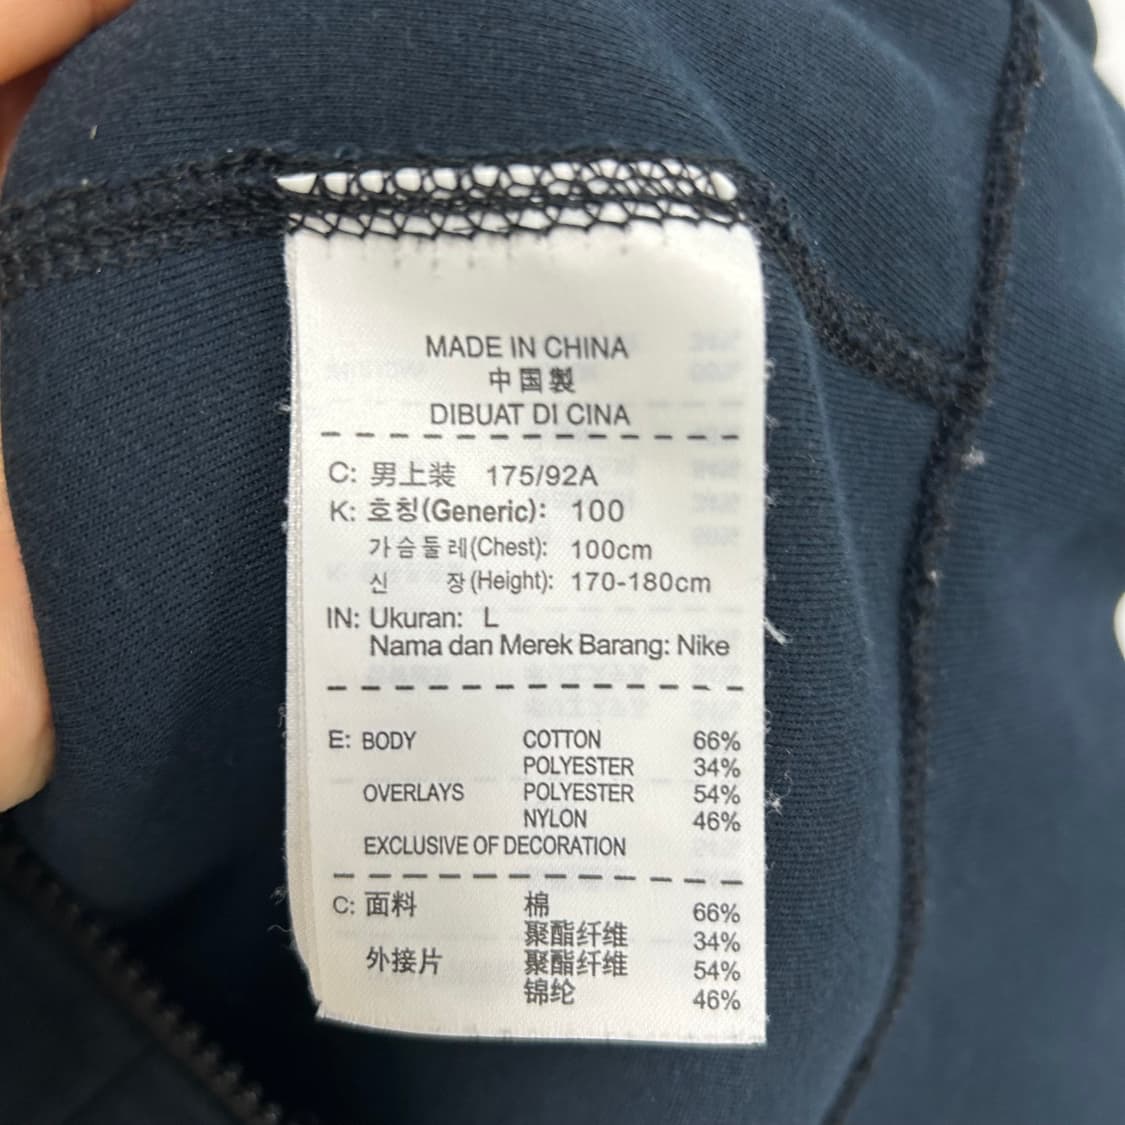 MADE IN CHINA
中国製
DIBUAT DI CINA
C: 男上装 175/92A
K: 호칭(Generic): 100
가슴둘레(Chest): 100cm
신 장(Height): 170-180cm
IN: Ukuran: L
Nama dan Merek Barang: Nike
E: BODY COTTON 66%
POLYESTER 34%
OVERLAYS POLYESTER 54%
NYLON 46%
EXCLUSIVE OF DECORATION
C: 面料 棉 66%
聚酯纤维 34%
外接片 聚酯纤维 54%
锦纶 46%